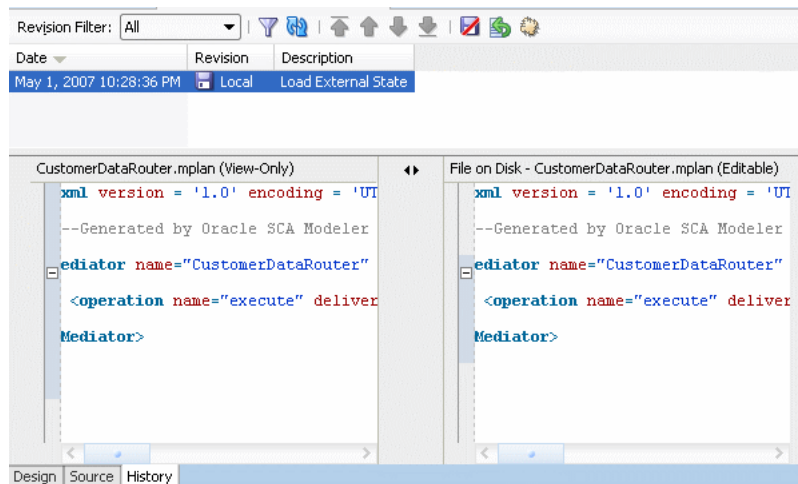 Revision Filter: All
Date Revision Description
May 1, 2007 10:28:36 PM Local Load External State
CustomerDataRouter.mplan (View-Only)
xml version = '1.0' encoding = 'UT
--Generated by Oracle SCA Modeler
ediator name="CustomerDataRouter"
<operation name="execute" deliver
Mediator>
File on Disk - CustomerDataRouter.mplan (Editable)
xml version = '1.0' encoding = 'UT
--Generated by Oracle SCA Modeler
ediator name="CustomerDataRouter"
<operation name="execute" deliver
Mediator>
Design Source History